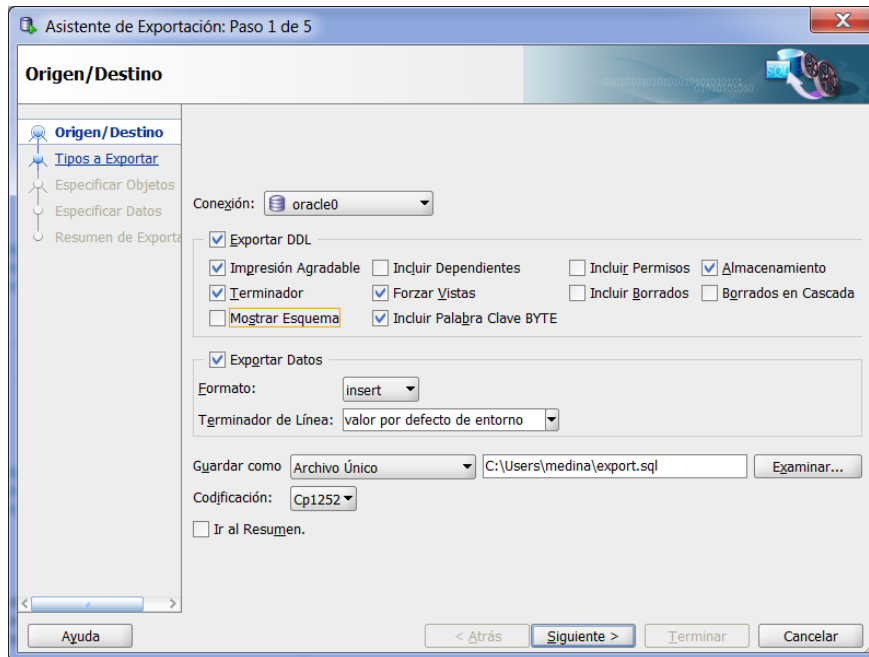 Asistente de Exportación: Paso 1 de 5
Origen/Destino
Origen/Destino
Tipos a Exportar
Especificar Objetos
Especificar Datos
Resumen de Exporta
Conexión: oracle0
Exportar DDL
Impresión Agradable Incluir Dependientes Incluir Permisos Almacenamiento
Terminador Forzar Vistas Incluir Borrados Borrados en Cascada
Mostrar Esquema Incluir Palabra Clave BYTE
Exportar Datos
Formato: insert
Terminador de Línea: valor por defecto de entorno
Guardar como Archivo Único C:\Users\medina\export.sql Examinar...
Codificación: Cp1252
Ir al Resumen.
Ayuda < Atrás Siguiente > Terminar Cancelar